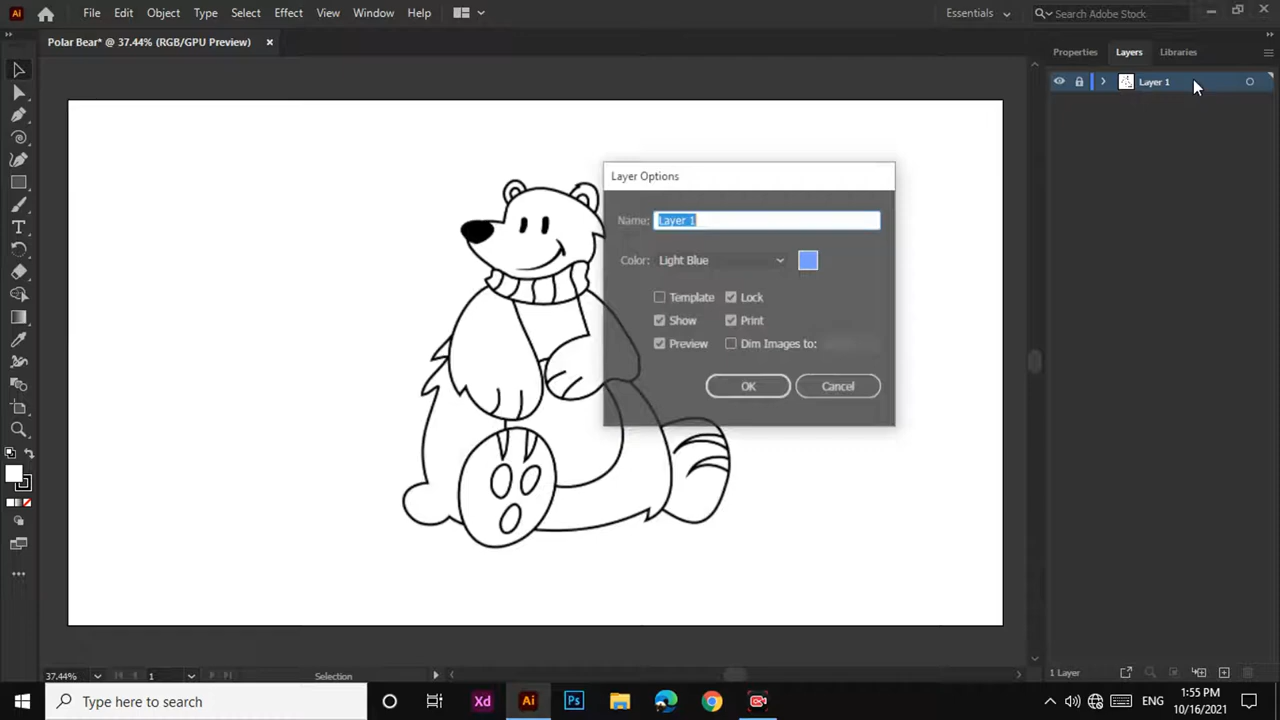 Ai File Edit Object Type Select Effect View Window Help Essentials Search Adobe Stock
Polar Bear* @ 37.44% (RGB/GPU Preview)
Properties Layers Libraries
Layer 1
Layer Options
Name: Layer 1
Color: Light Blue
Template Lock
Show Print
Preview Dim Images to:
OK Cancel
37.44% 1 Selection 1 Layer
Type here to search Xd Ai Ps ENG
1:55 PM
10/16/2021